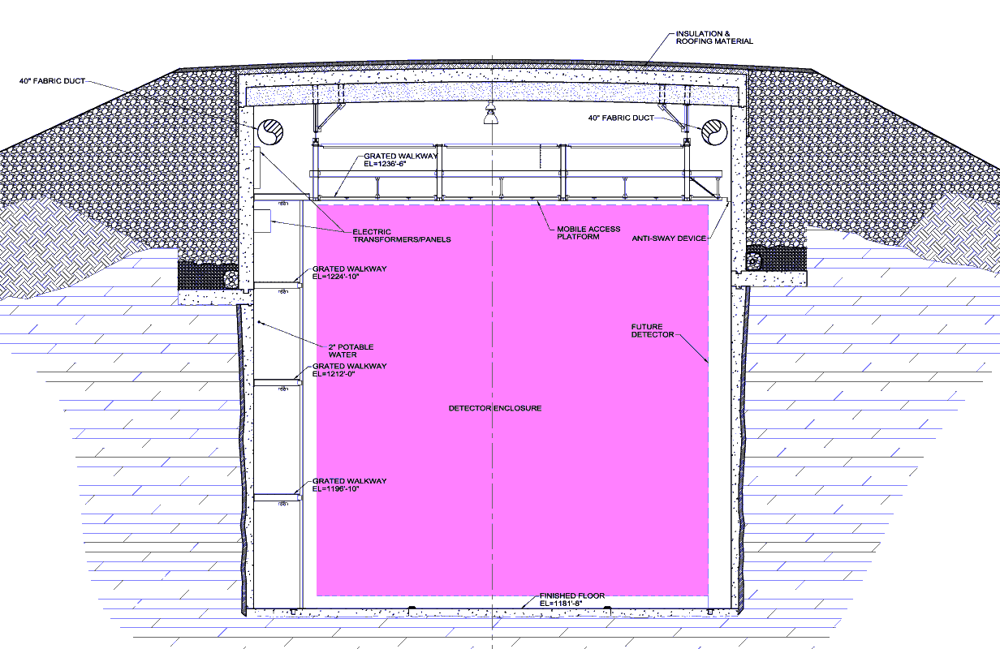 INSULATION &
ROOFING MATERIAL
40" FABRIC DUCT
40" FABRIC DUCT
GRATED WALKWAY
EL=1236'-6"
ELECTRIC
TRANSFORMERS/PANELS
MOBILE ACCESS
PLATFORM
ANTI-SWAY DEVICE
GRATED WALKWAY
EL=1224'-10"
FUTURE
DETECTOR
2" POTABLE
WATER
GRATED WALKWAY
EL=1212'-0"
DETECTOR ENCLOSURE
GRATED WALKWAY
EL=1196'-10"
FINISHED FLOOR
EL=1181'-8"